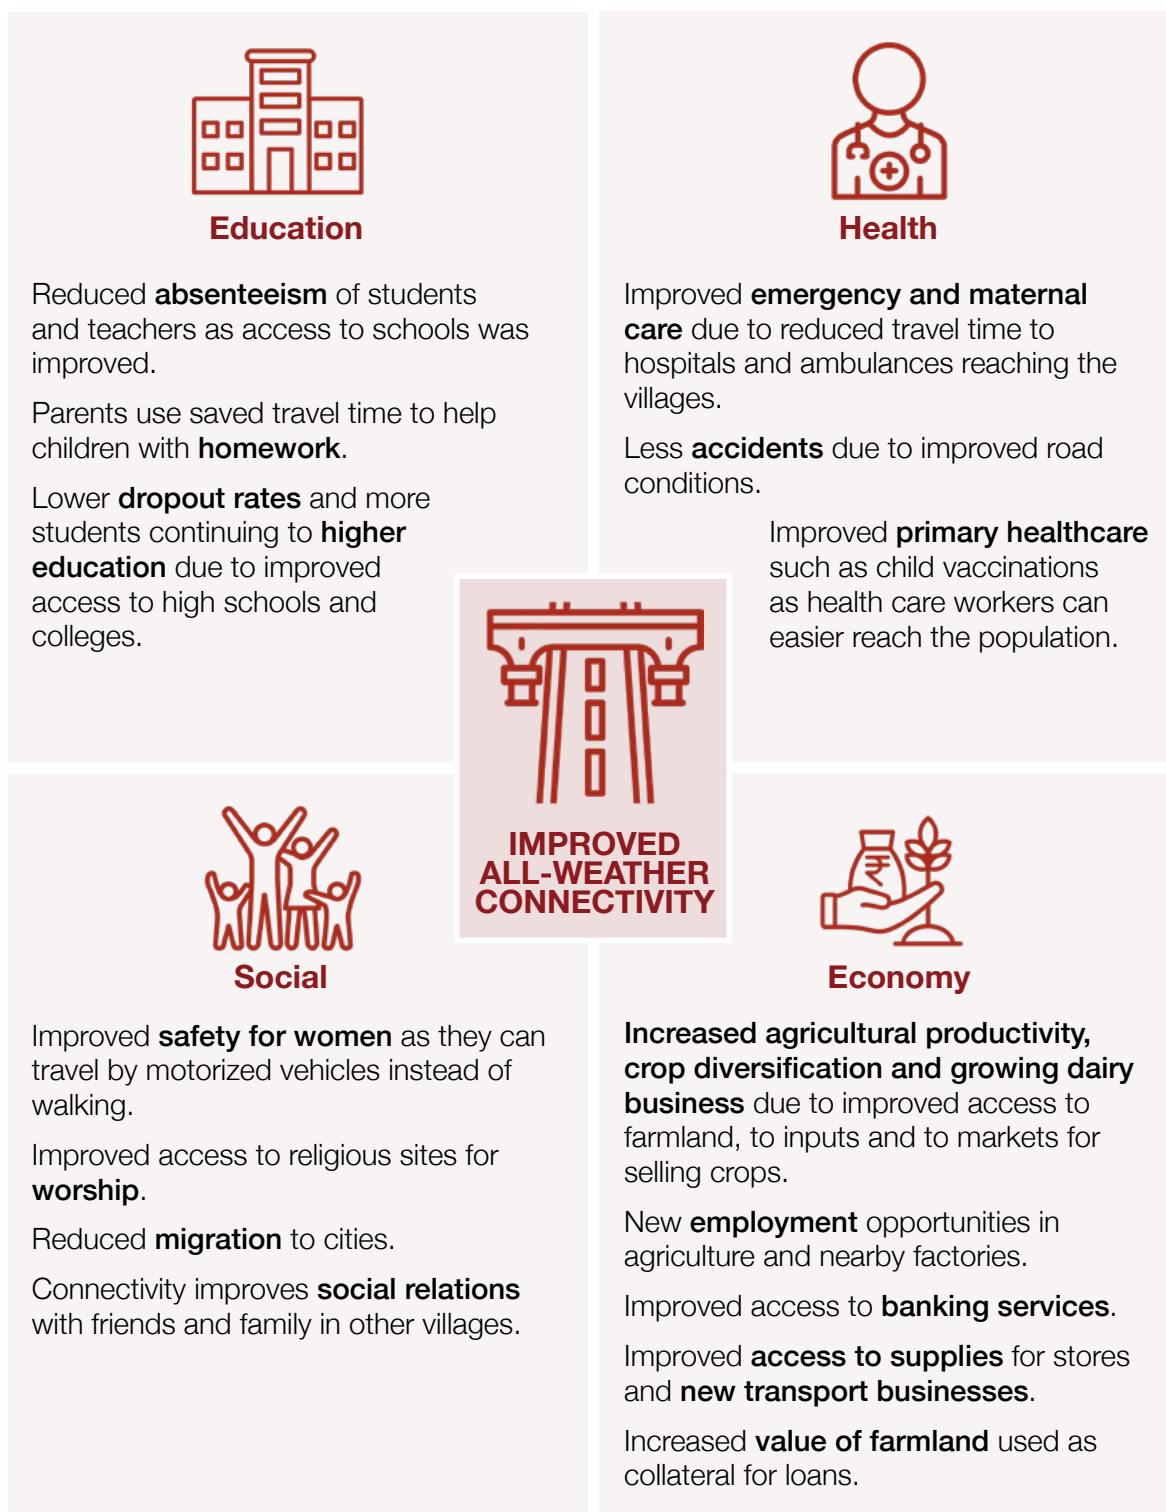 Education
Reduced absenteeism of students
and teachers as access to schools was
improved.
Parents use saved travel time to help
children with homework.
Lower dropout rates and more
students continuing to higher
education due to improved
access to high schools and
colleges.
Health
Improved emergency and maternal
care due to reduced travel time to
hospitals and ambulances reaching the
villages.
Less accidents due to improved road
conditions.
Improved primary healthcare
such as child vaccinations
as health care workers can
easier reach the population.
IMPROVED
ALL-WEATHER
CONNECTIVITY
Social
Improved safety for women as they can
travel by motorized vehicles instead of
walking.
Improved access to religious sites for
worship.
Reduced migration to cities.
Connectivity improves social relations
with friends and family in other villages.
₹
Economy
Increased agricultural productivity,
crop diversification and growing dairy
business due to improved access to
farmland, to inputs and to markets for
selling crops.
New employment opportunities in
agriculture and nearby factories.
Improved access to banking services.
Improved access to supplies for stores
and new transport businesses.
Increased value of farmland used as
collateral for loans.